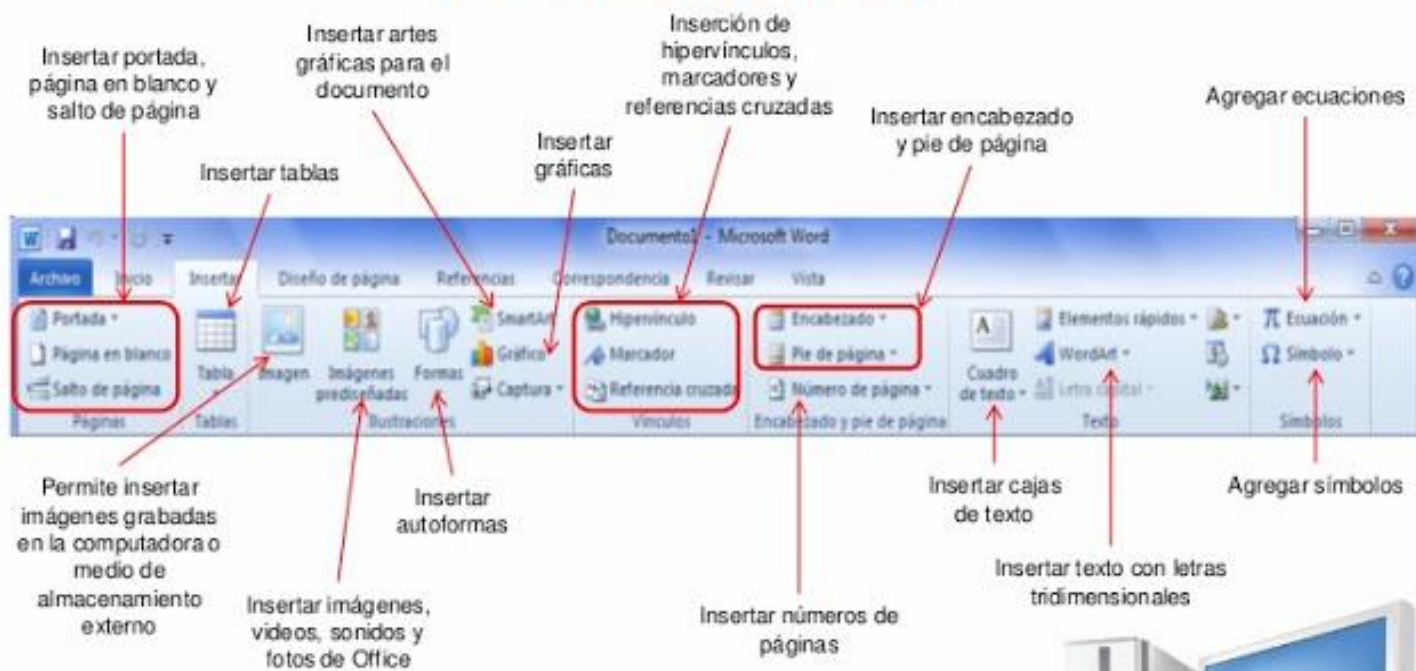 Insertar portada,
página en blanco y
salto de página
Insertar artes
gráficas para el
documento
Inserción de
hipervínculos,
marcadores y
referencias cruzadas
Agregar ecuaciones
Insertar encabezado
y pie de página
Insertar
gráficas
Insertar tablas
Documento1 - Microsoft Word
Archivo Inicio Insertar Diseño de página Referencias Correspondencia Revisar Vista
Portada
Página en blanco
Salto de página
Páginas
Tabla
Tablas
Imagen
Imágenes
prediseñadas
Formas
SmartArt
Gráfico
Captura
Ilustraciones
Hipervínculo
Marcador
Referencia cruzada
Vínculos
Encabezado
Pie de página
Número de página
Encabezado y pie de página
Cuadro
de texto
Elementos rápidos
WordArt
Letra capital
Texto
Ecuación
Símbolo
Símbolos
Permite insertar
imágenes grabadas
en la computadora o
medio de
almacenamiento
externo
Insertar imágenes,
videos, sonidos y
fotos de Office
Insertar
autoformas
Insertar números de
páginas
Insertar cajas
de texto
Insertar texto con letras
tridimensionales
Agregar símbolos